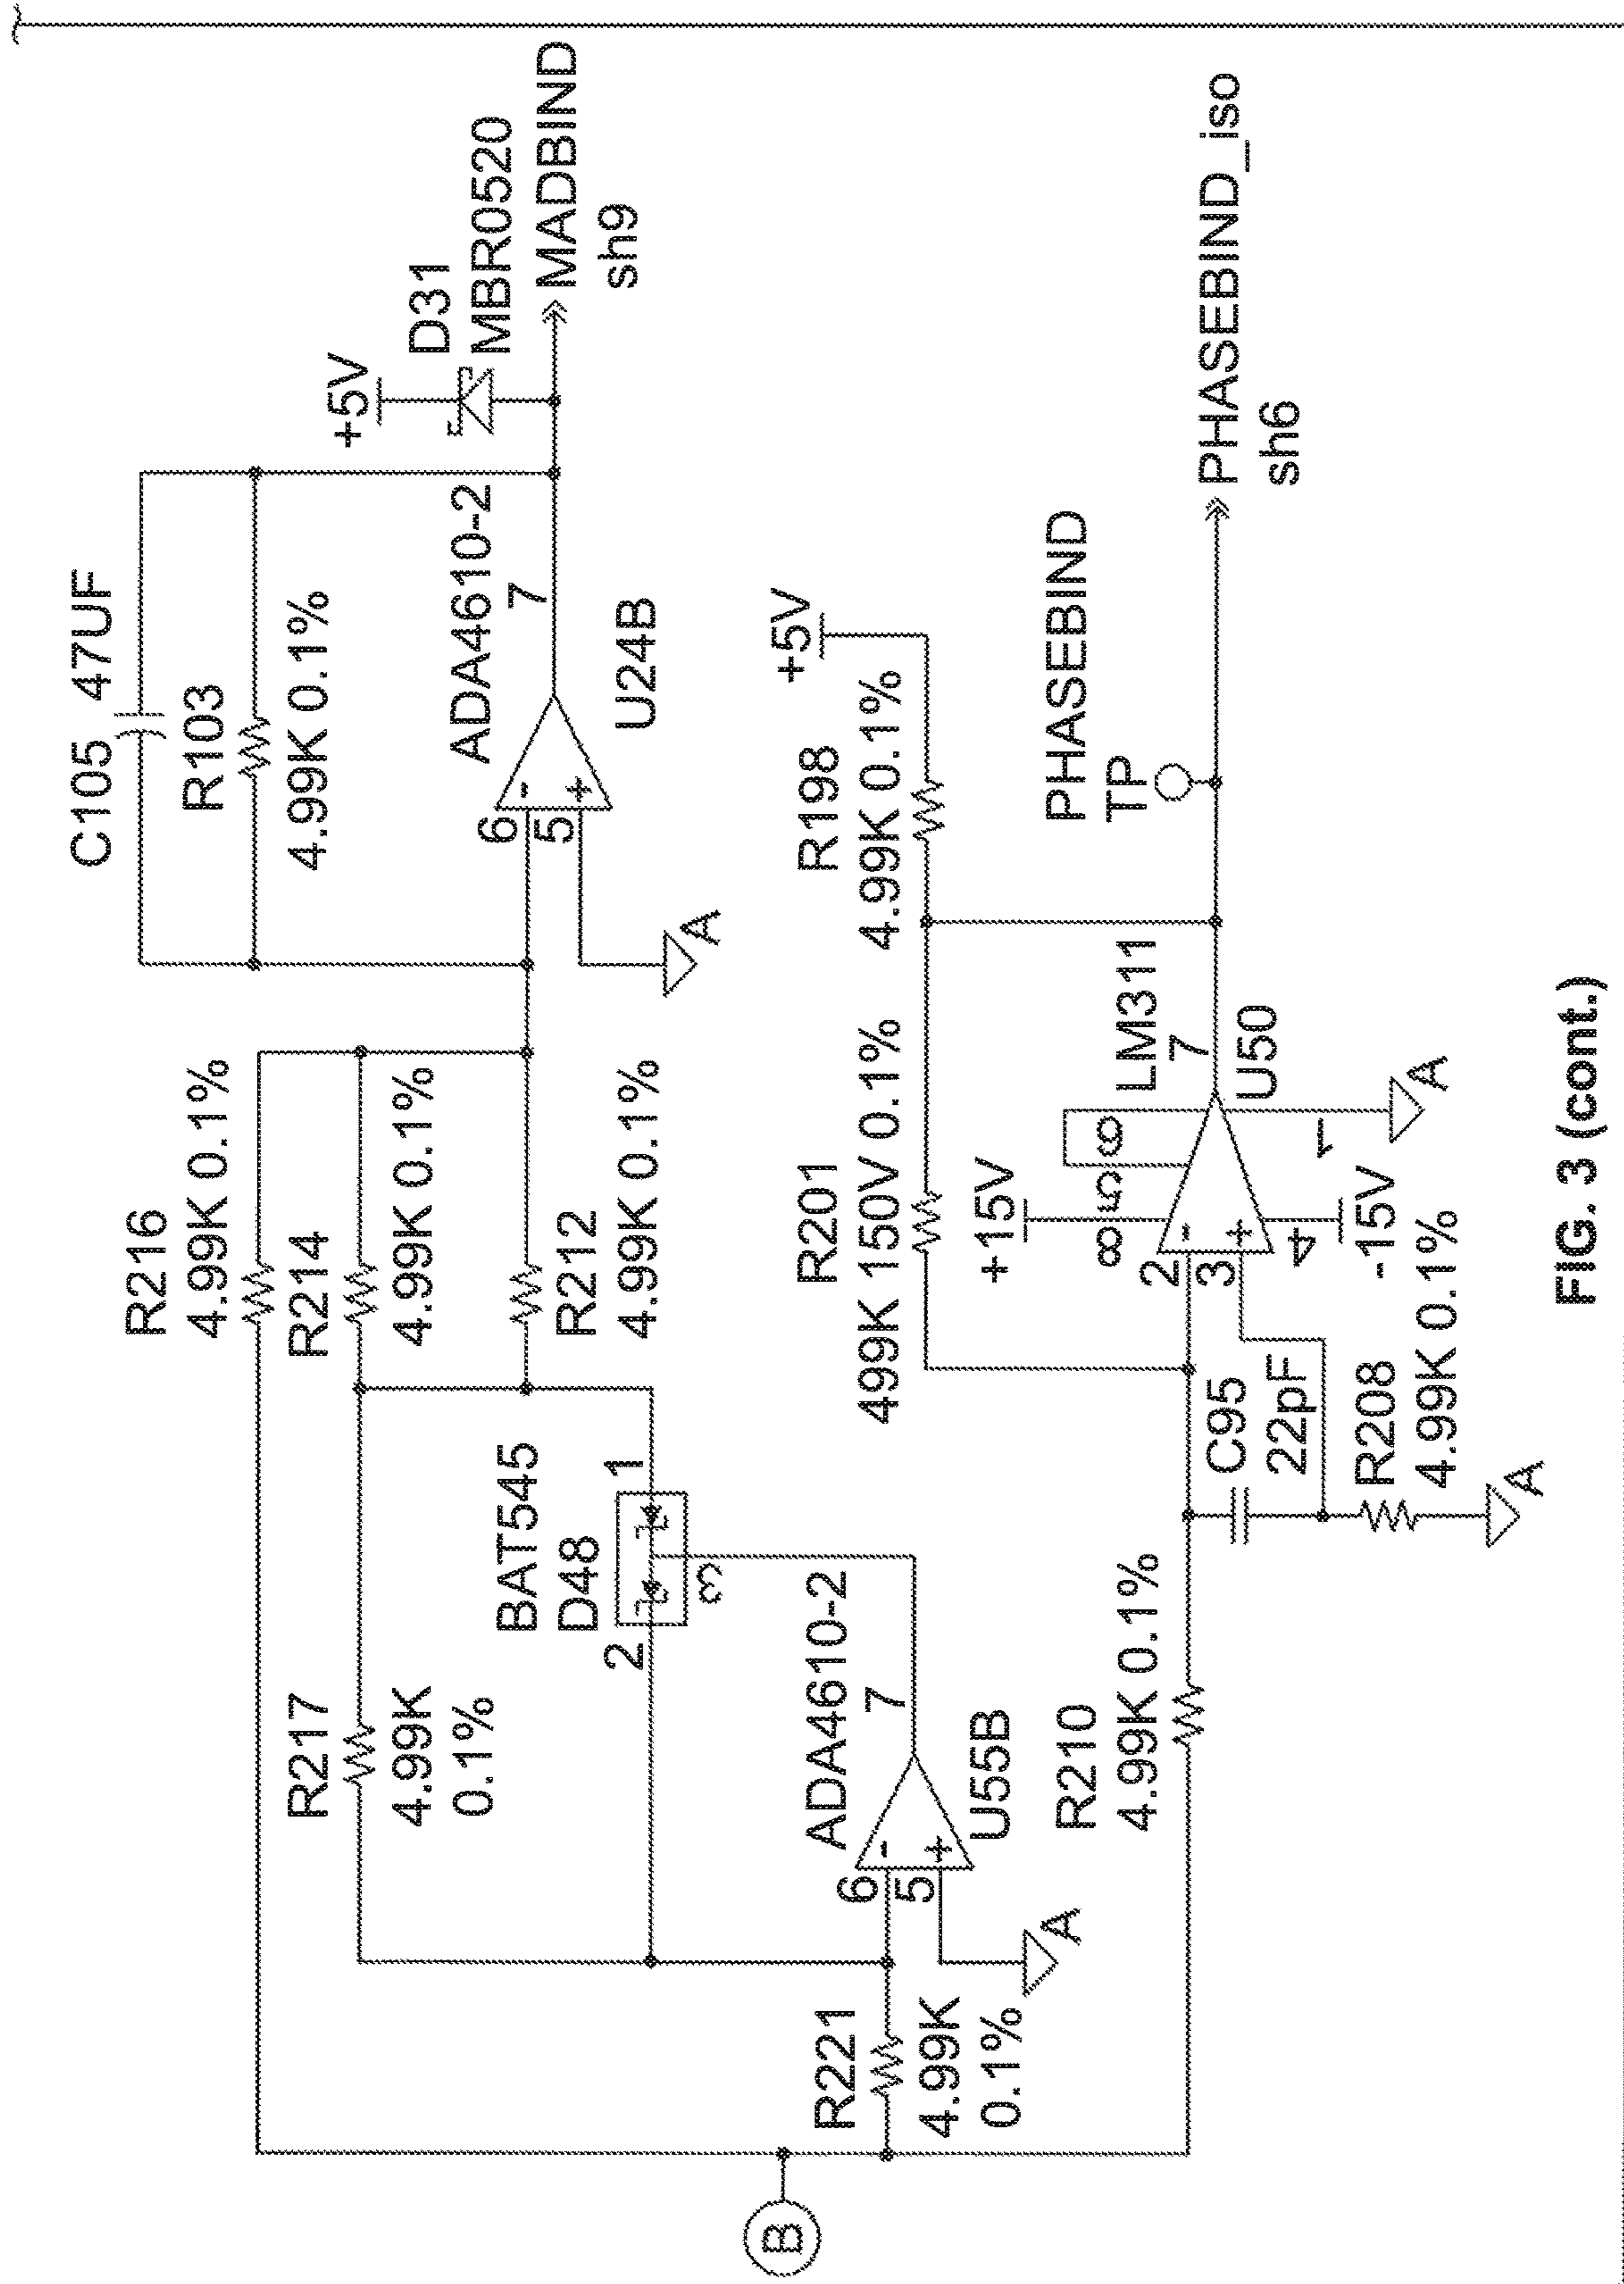 B
R216
4.99K 0.1%
R214
4.99K 0.1%
R217
4.99K
0.1%
BAT545
D48
2
1
3
R212
4.99K 0.1%
R221
4.99K
0.1%
6
5
-
+
ADA4610-2
7
U55B
A
C105 47UF
R103
4.99K 0.1%
6
5
-
+
ADA4610-2
7
U24B
A
+5V
D31
MBR0520
MADBIND
sh9
R210
4.99K 0.1%
C95
22pF
R208
4.99K 0.1%
A
R201
499K 150V 0.1%
R198
4.99K 0.1%
+5V
+15V
8
5
6
2
3
-
+
4
-15V
1
A
LM311
7
U50
PHASEBIND
TP
PHASEBIND_iso
sh6
FIG. 3 (cont.)